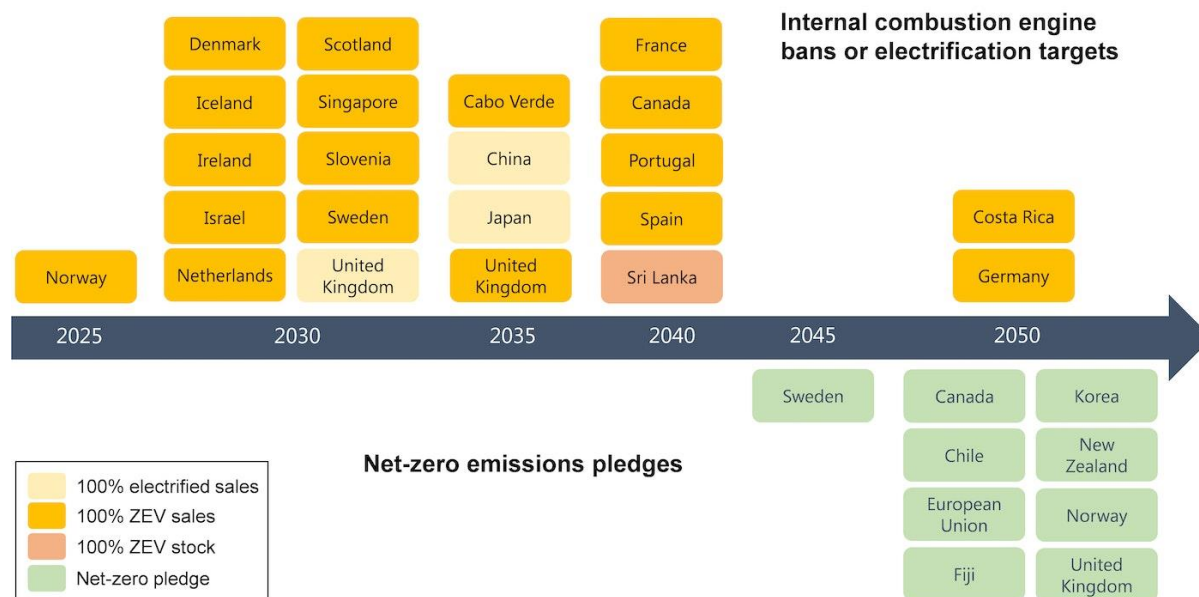 Internal combustion engine
bans or electrification targets
Norway
Denmark
Iceland
Ireland
Israel
Netherlands
Scotland
Singapore
Slovenia
Sweden
United
Kingdom
Cabo Verde
China
Japan
United
Kingdom
France
Canada
Portugal
Spain
Sri Lanka
Costa Rica
Germany
2025
2030
2035
2040
2045
2050
Net-zero emissions pledges
Sweden
Canada
Chile
European
Union
Fiji
Korea
New
Zealand
Norway
United
Kingdom
100% electrified sales
100% ZEV sales
100% ZEV stock
Net-zero pledge